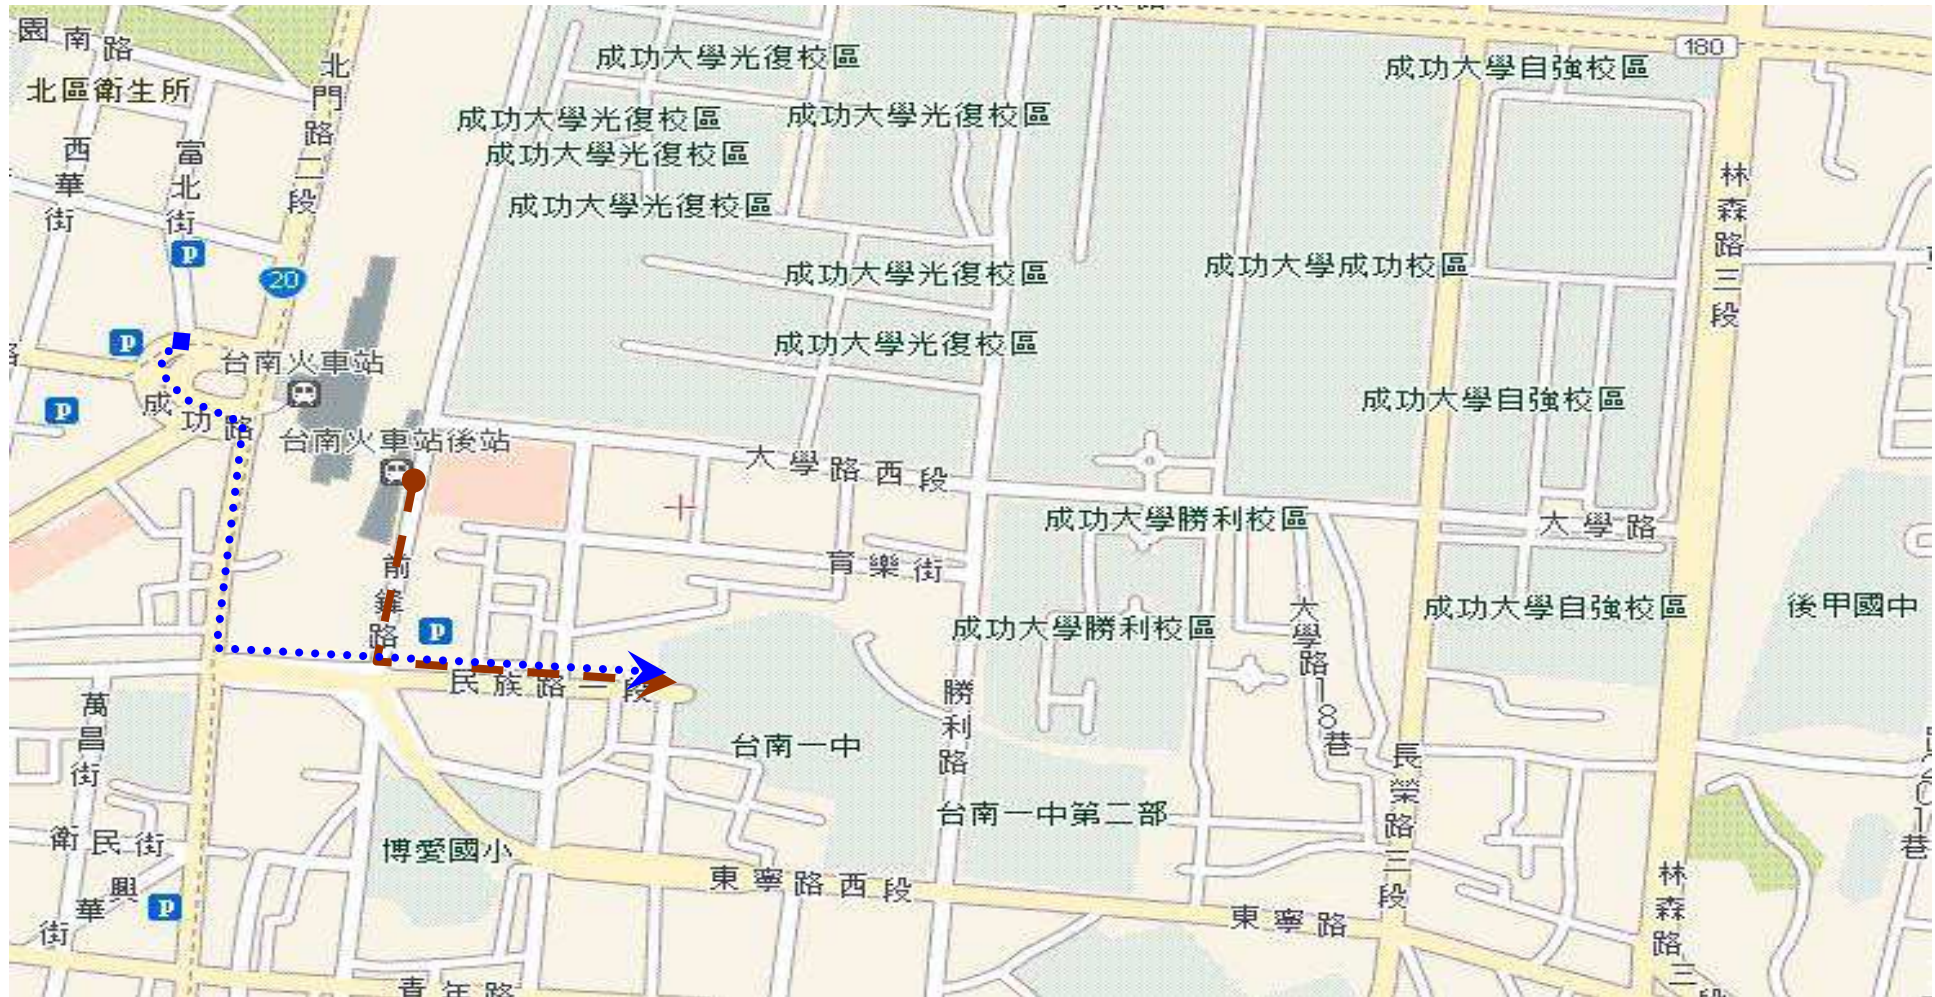 園南路
北區衛生所
北門路二段
西華街
富北街
P
20
P
P
台南火車站
成功路
台南火車站後站
前鋒路
P
民族路一段
萬昌街
衛民街
華興街
P
博愛國小
青年路
成功大學光復校區
成功大學光復校區
成功大學光復校區
成功大學光復校區
成功大學光復校區
成功大學光復校區
成功大學光復校區
大學路西段
育樂街
勝利路
台南一中
台南一中第二部
東寧路西段
東寧路
成功大學勝利校區
成功大學勝利校區
大學路18巷
成功大學自強校區
180
成功大學成功校區
成功大學自強校區
大學路
成功大學自強校區
長榮路三段
林森路三段
林森路三段
後甲國中